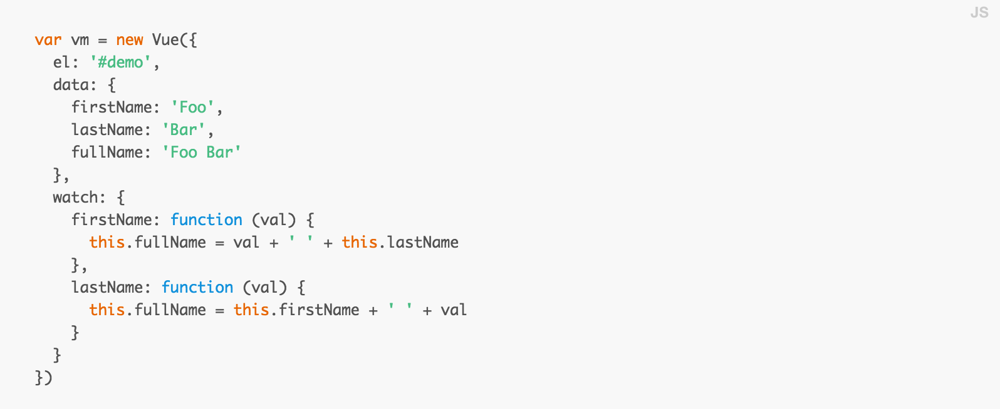 JS
var vm = new Vue({
  el: '#demo',
  data: {
    firstName: 'Foo',
    lastName: 'Bar',
    fullName: 'Foo Bar'
  },
  watch: {
    firstName: function (val) {
      this.fullName = val + ' ' + this.lastName
    },
    lastName: function (val) {
      this.fullName = this.firstName + ' ' + val
    }
  }
})